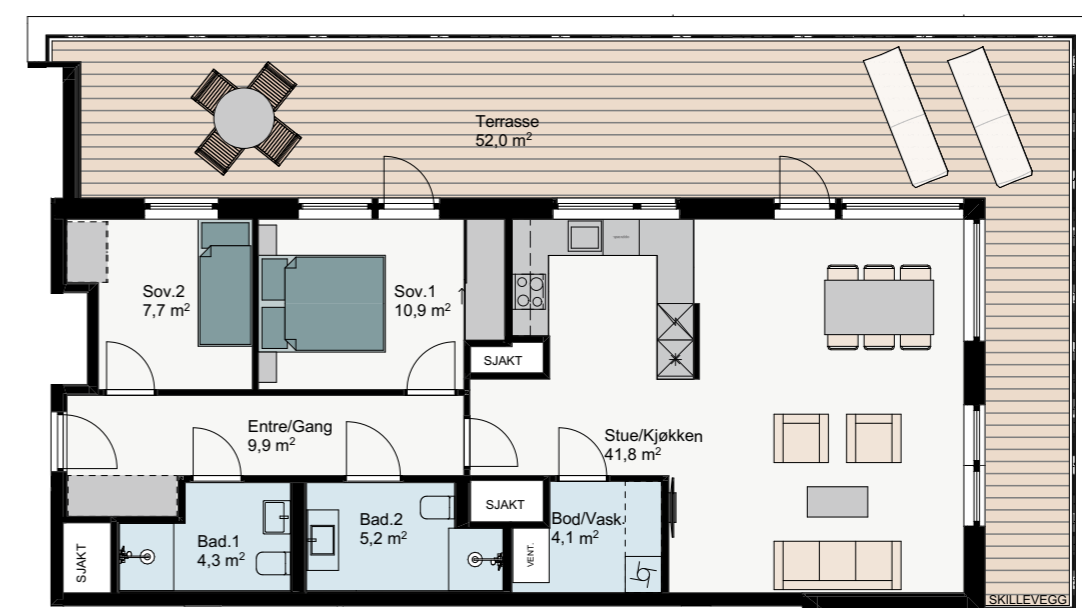 Terrasse
52,0 m²
Sov.2
7,7 m²
Sov.1
10,9 m²
SJAKT
Entre/Gang
9,9 m²
Stue/Kjøkken
41,8 m²
SJAKT
SJAKT
Bad.1
4,3 m²
Bad.2
5,2 m²
VENT.
Bod/Vask.
4,1 m²
SKILLEVEGG